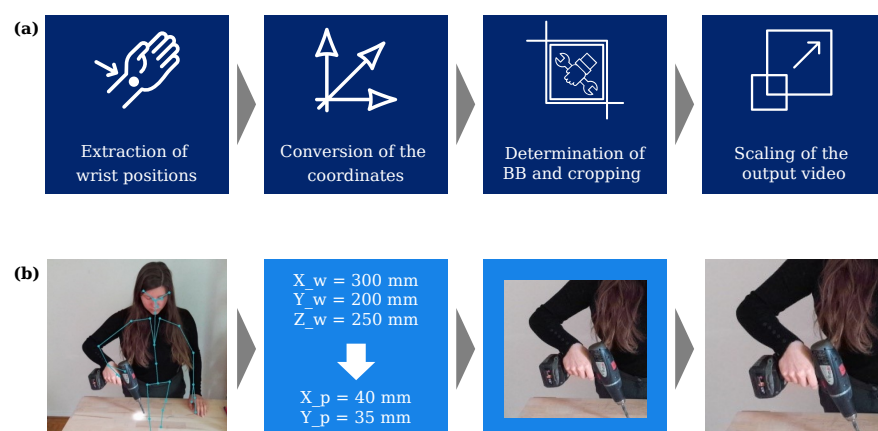 (a)
Extraction of
wrist positions
Conversion of the
coordinates
Determination of
BB and cropping
Scaling of the
output video
(b)
X_w = 300 mm
Y_w = 200 mm
Z_w = 250 mm
X_p = 40 mm
Y_p = 35 mm